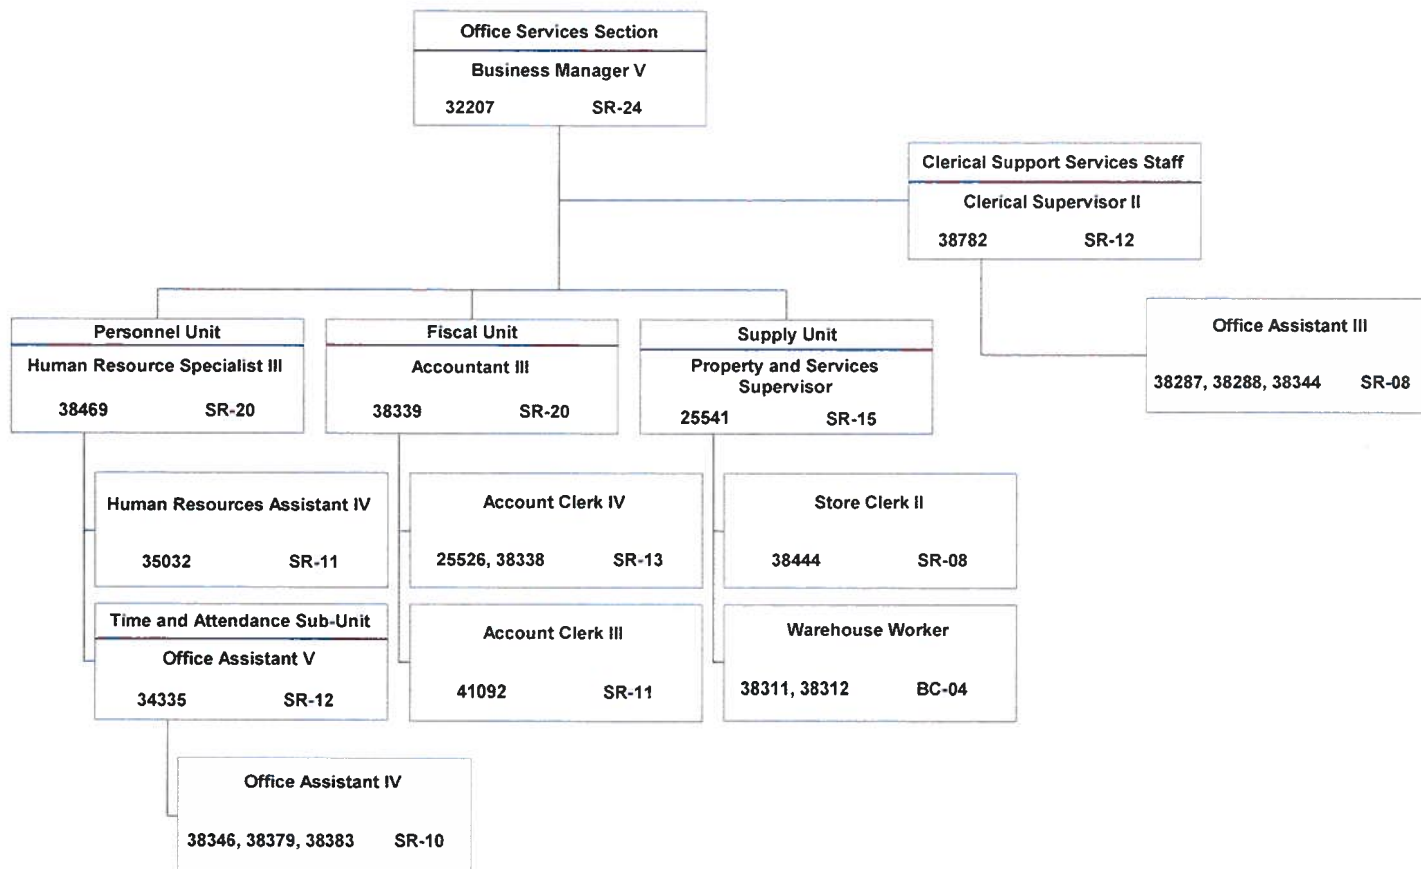 Office Services Section
Business Manager V
32207 SR-24
Clerical Support Services Staff
Clerical Supervisor II
38782 SR-12
Office Assistant III
38287, 38288, 38344 SR-08
Personnel Unit
Human Resource Specialist III
38469 SR-20
Fiscal Unit
Accountant III
38339 SR-20
Supply Unit
Property and Services
Supervisor
25541 SR-15
Human Resources Assistant IV
35032 SR-11
Account Clerk IV
25526, 38338 SR-13
Store Clerk II
38444 SR-08
Time and Attendance Sub-Unit
Office Assistant V
34335 SR-12
Account Clerk III
41092 SR-11
Warehouse Worker
38311, 38312 BC-04
Office Assistant IV
38346, 38379, 38383 SR-10